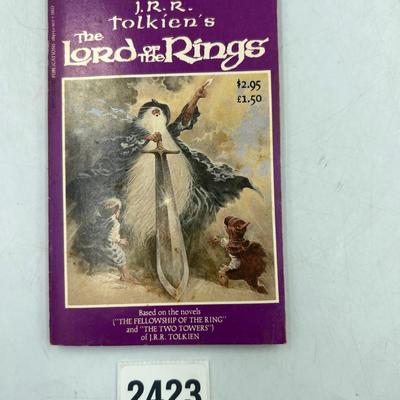 J.R.R.
Tolkien's
The
Lord of the Rings
$2.95
£1.50
Based on the novels
("THE FELLOWSHIP OF THE RING"
and "THE TWO TOWERS")
of J.R.R. TOLKIEN
2423